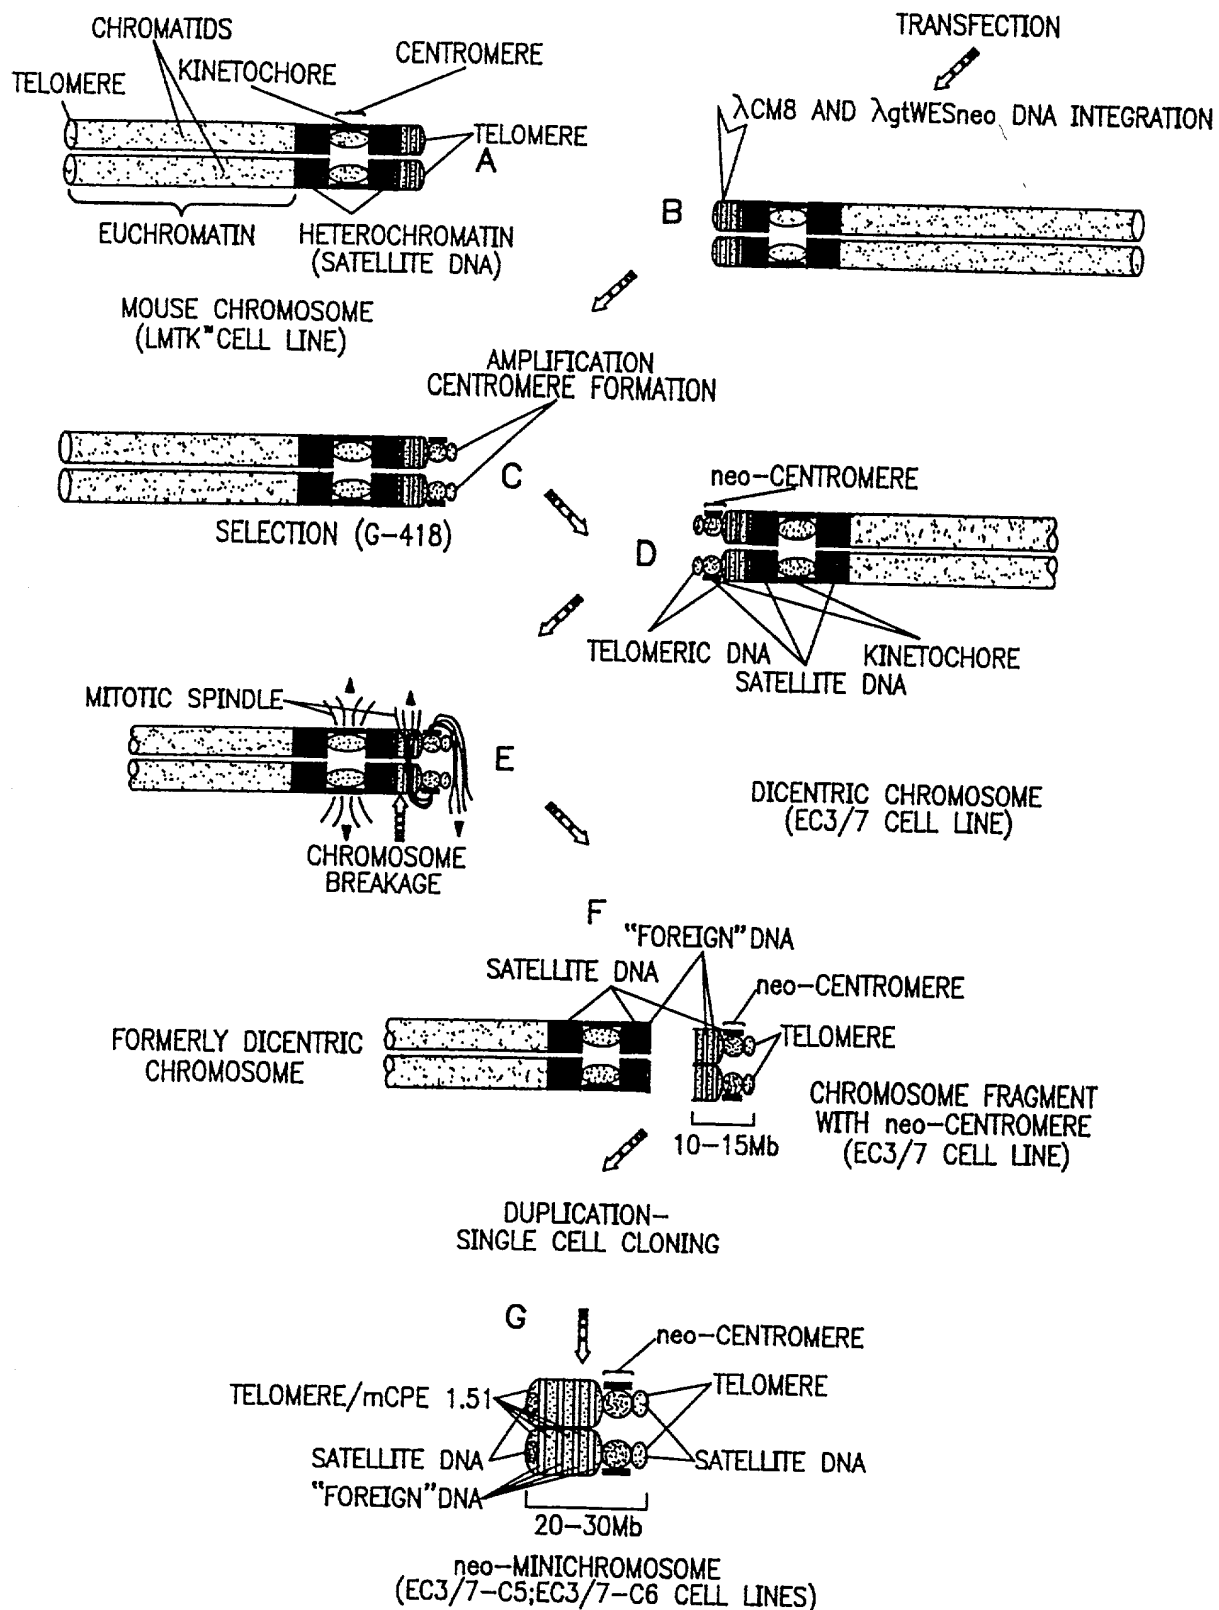 CHROMATIDS
CENTROMERE
KINETOCHORE
TELOMERE
TELOMERE
A
EUCHROMATIN
HETEROCHROMATIN
(SATELLITE DNA)
MOUSE CHROMOSOME
(LMTK⁻ CELL LINE)
TRANSFECTION
λCM8 AND λgtWESneo DNA INTEGRATION
B
AMPLIFICATION
CENTROMERE FORMATION
C
SELECTION (G-418)
neo-CENTROMERE
D
TELOMERIC DNA
KINETOCHORE
SATELLITE DNA
MITOTIC SPINDLE
E
CHROMOSOME
BREAKAGE
DICENTRIC CHROMOSOME
(EC3/7 CELL LINE)
F
"FOREIGN" DNA
SATELLITE DNA
neo-CENTROMERE
FORMERLY DICENTRIC
CHROMOSOME
TELOMERE
10-15Mb
CHROMOSOME FRAGMENT
WITH neo-CENTROMERE
(EC3/7 CELL LINE)
DUPLICATION-
SINGLE CELL CLONING
G
neo-CENTROMERE
TELOMERE/mCPE 1.51
TELOMERE
SATELLITE DNA
SATELLITE DNA
"FOREIGN" DNA
20-30Mb
neo-MINICHROMOSOME
(EC3/7-C5;EC3/7-C6 CELL LINES)